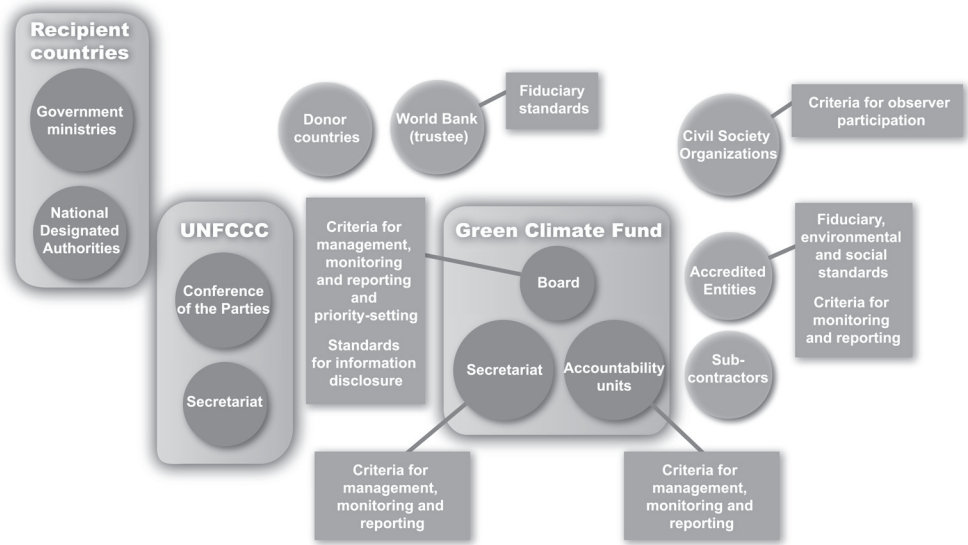 Recipient
countries
Government
ministries
National
Designated
Authorities
UNFCCC
Conference
of the Parties
Secretariat
Donor
countries
World Bank
(trustee)
Fiduciary
standards
Civil Society
Organizations
Criteria for observer
participation
Criteria for
management,
monitoring
and reporting
and
priority-setting
Standards
for information
disclosure
Green Climate Fund
Board
Secretariat
Accountability
units
Accredited
Entities
Fiduciary,
environmental
and social
standards
Criteria for
monitoring
and reporting
Sub-
contractors
Criteria for
management,
monitoring and
reporting
Criteria for
management,
monitoring and
reporting